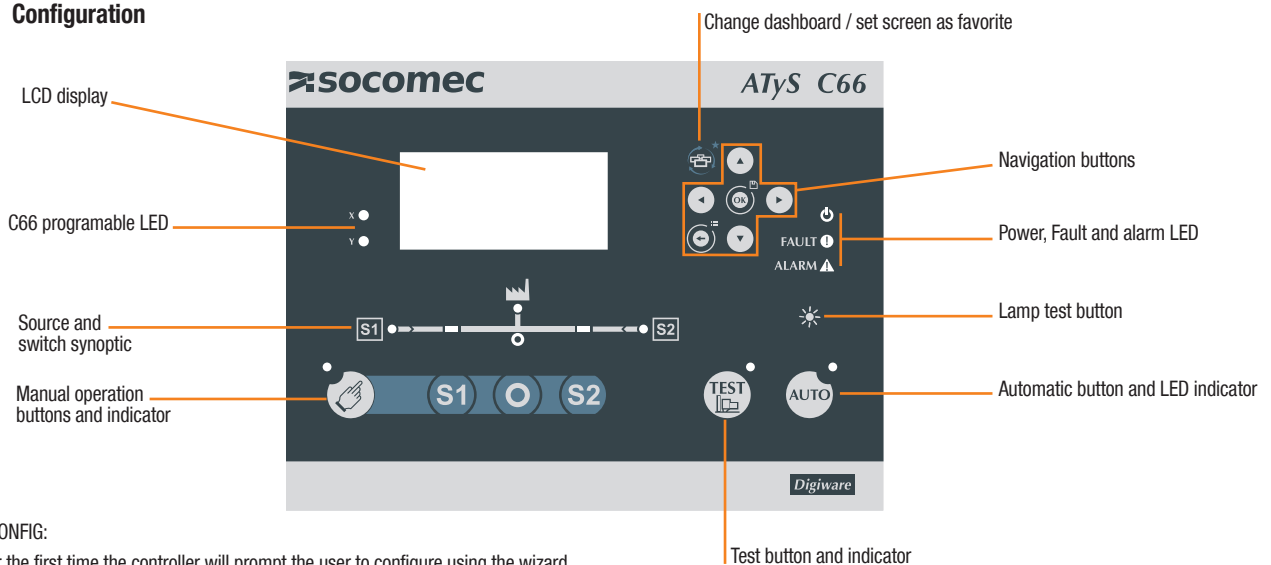 Configuration
Change dashboard / set screen as favorite
socomec
ATyS C66
LCD display
Navigation buttons
OK
C66 programable LED
X
Y
FAULT
ALARM
Power, Fault and alarm LED
Source and
switch synoptic
S1
S2
Lamp test button
Manual operation
buttons and indicator
S1
O
S2
TEST
AUTO
Automatic button and LED indicator
Digiware
ONFIG:
the first time the controller will prompt the user to configure using the wizard
Test button and indicator